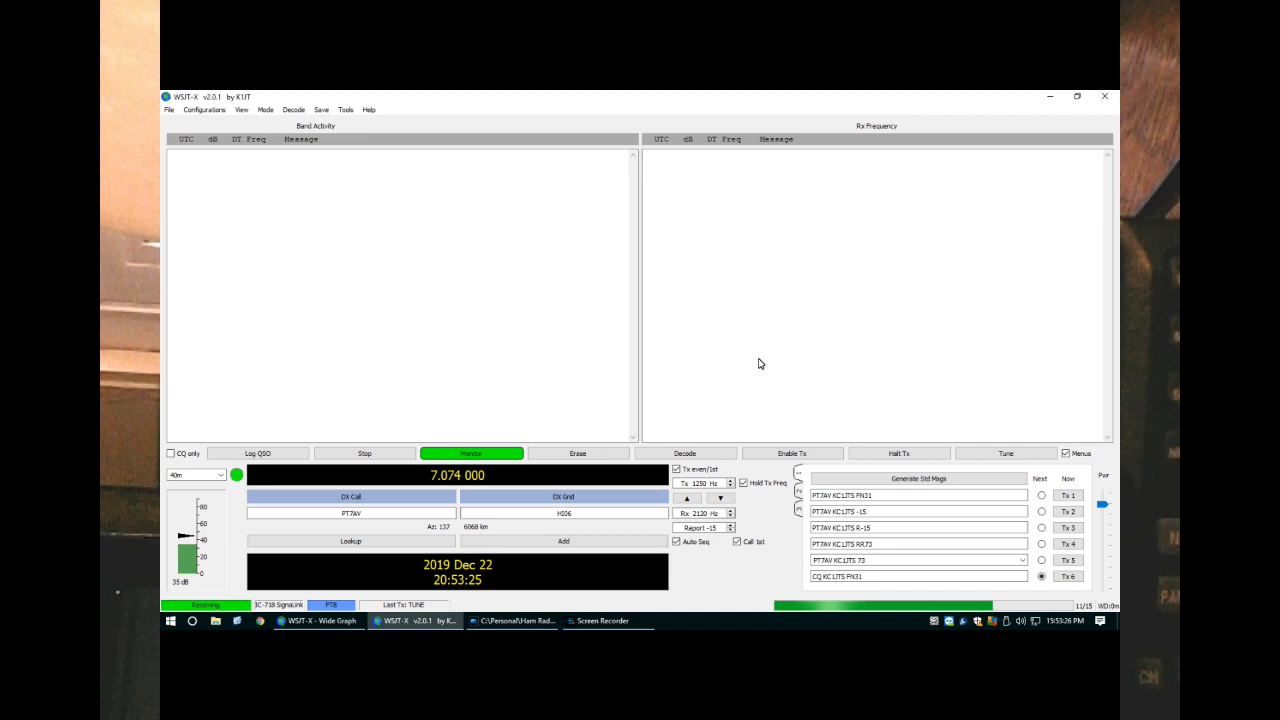 WSJT-X v2.0.1 by K1JT
File Configurations View Mode Decode Save Tools Help
Band Activity Rx Frequency
UTC dB DT Freq Message UTC dB DT Freq Message
CQ only Log QSO Stop Monitor Erase Decode Enable Tx Halt Tx Tune Menus
40m 7.074 000 Tx even/1st
Tx 1250 Hz Hold Tx Freq
Generate Std Msgs Next Now Pwr
DX Call DX Grid
PT7AV KC1JTS FN31 Tx 1
PT7AV HI06 Rx 2120 Hz
PT7AV KC1JTS -15 Tx 2
Az: 137 6068 km Report -15
PT7AV KC1JTS R-15 Tx 3
Lookup Add Auto Seq Call 1st
PT7AV KC1JTS RR73 Tx 4
PT7AV KC1JTS 73 Tx 5
CQ KC1JTS FN31 Tx 6
80
60
40
20
0
35 dB
2019 Dec 22
20:53:25
1
2
3
Receiving IC-718 SignaLink FT8 Last Tx: TUNE 11/15 WD:0m
WSJT-X - Wide Graph WSJT-X v2.0.1 by K... C:\Personal\Ham Rad... Screen Recorder 15:53:26 PM